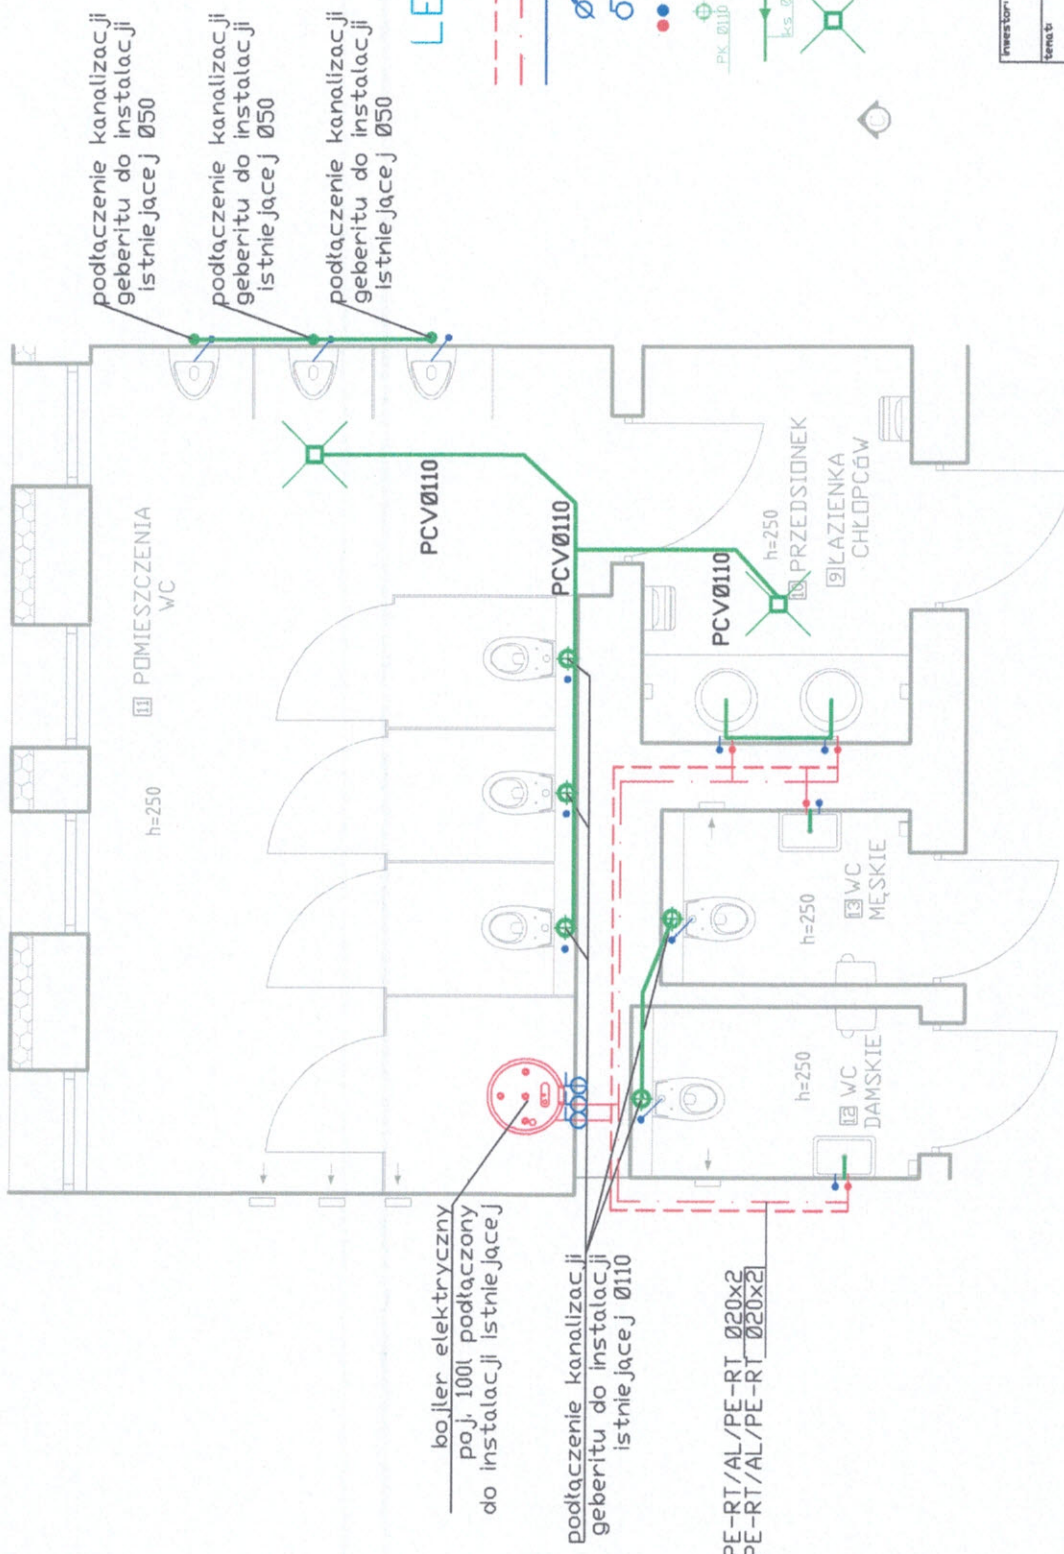 podłączenie kanalizacji
geberitu do instalacji
istniejącej Ø50
podłączenie kanalizacji
geberitu do instalacji
istniejącej Ø50
podłączenie kanalizacji
geberitu do instalacji
istniejącej Ø50
LE
PK Ø110
ks
inwestor:
temat:
C
11 POMIESZCZENIA
WC
h=250
PCVØ110
PCVØ110
PCVØ110
h=250
10 PRZEDSIONEK
9 ŁAZIENKA
CHŁOPCÓW
h=250
13 WC
MĘSKIE
h=250
12 WC
DAMSKIE
bojler elektryczny
poj. 100l podłączony
do instalacji istniejącej
podłączenie kanalizacji
geberitu do instalacji
istniejącej Ø110
PE-RT/AL/PE-RT Ø20x2
PE-RT/AL/PE-RT Ø20x2